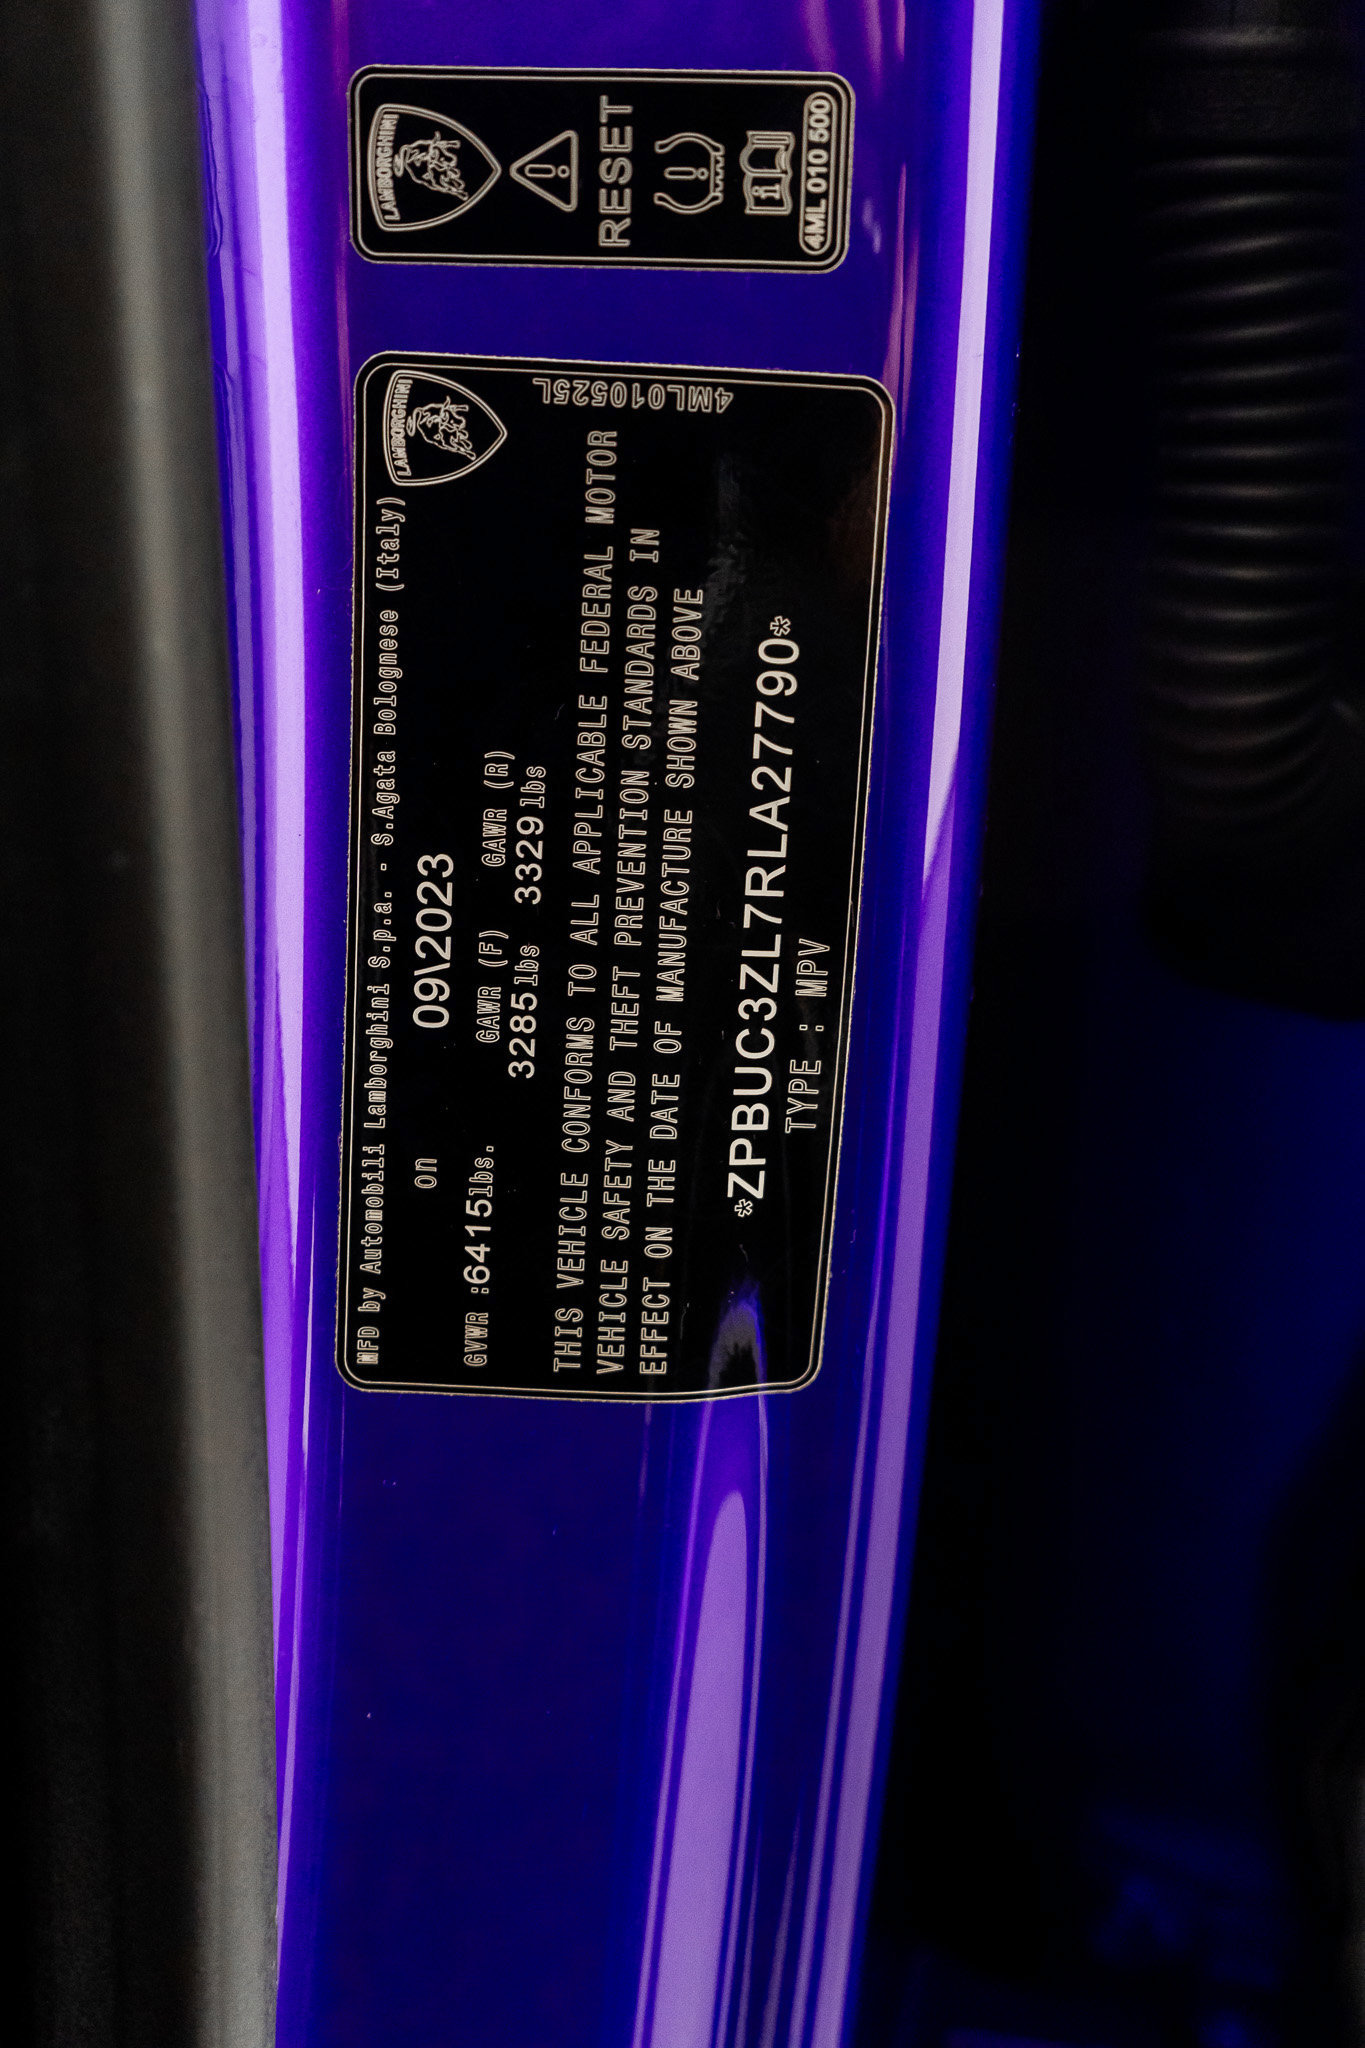 LAMBORGHINI
RESET
i
4ML 010 500
LAMBORGHINI
4ML010525L
MFD by Automobili Lamborghini S.p.a. - S.Agata Bolognese (Italy)
on 09\2023
GVWR :6415lbs. GAWR (F) GAWR (R)
3285lbs 3329lbs
THIS VEHICLE CONFORMS TO ALL APPLICABLE FEDERAL MOTOR
VEHICLE SAFETY AND THEFT PREVENTION STANDARDS IN
EFFECT ON THE DATE OF MANUFACTURE SHOWN ABOVE
*ZPBUC3ZL7RLA27790*
TYPE : MPV